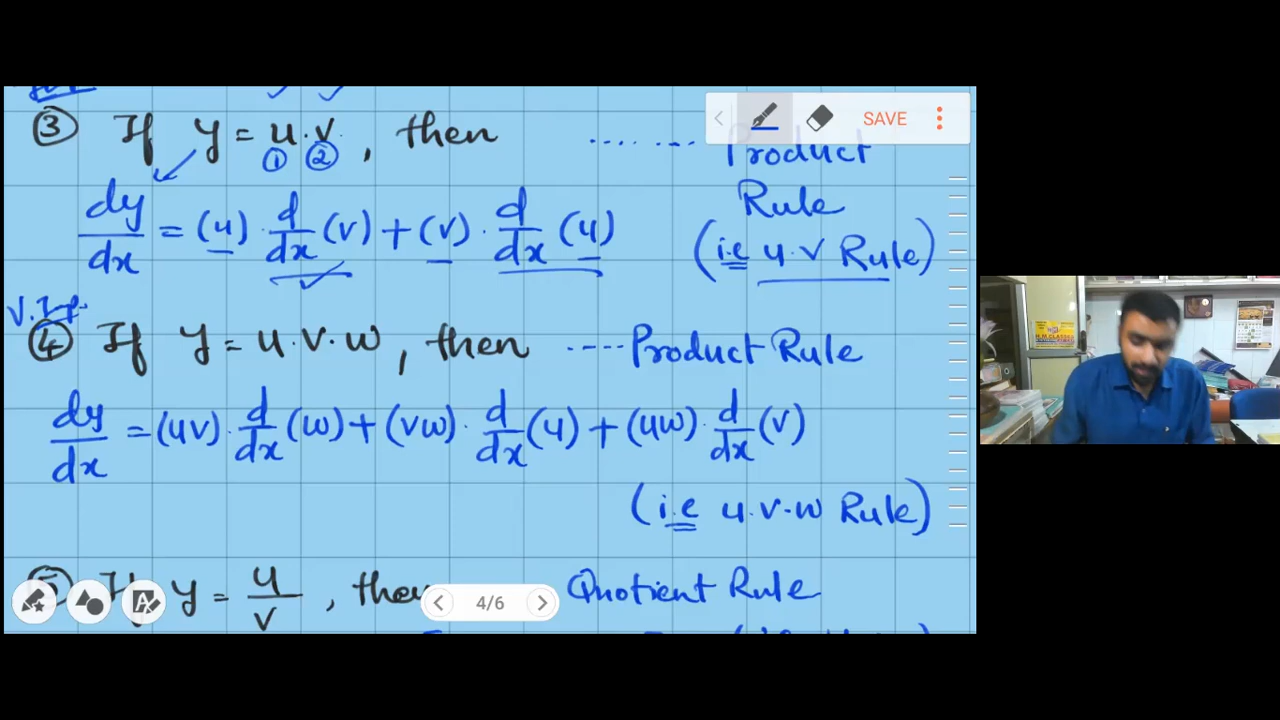 ③ If y = u·v, then ........ Product
① ②
SAVE
dy/dx = (u)· d/dx (v) + (v)· d/dx (u)
Rule
(i.e u.v Rule)
V.Imp
④ If y = u·v·w, then ....Product Rule
dy/dx = (uv)· d/dx (w) + (vw)· d/dx (u) + (uw)· d/dx (v)
(i.e u.v.w Rule)
⑤ If y = u/v, then Quotient Rule
4/6